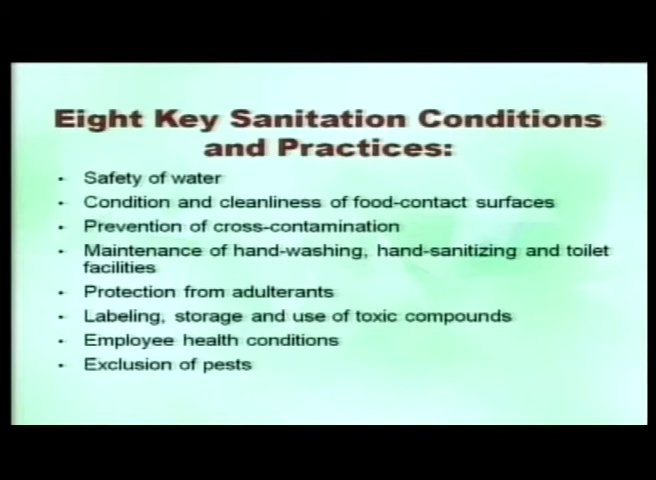 Eight Key Sanitation Conditions
and Practices:
· Safety of water
· Condition and cleanliness of food-contact surfaces
· Prevention of cross-contamination
· Maintenance of hand-washing, hand-sanitizing and toilet
facilities
· Protection from adulterants
· Labeling, storage and use of toxic compounds
· Employee health conditions
· Exclusion of pests